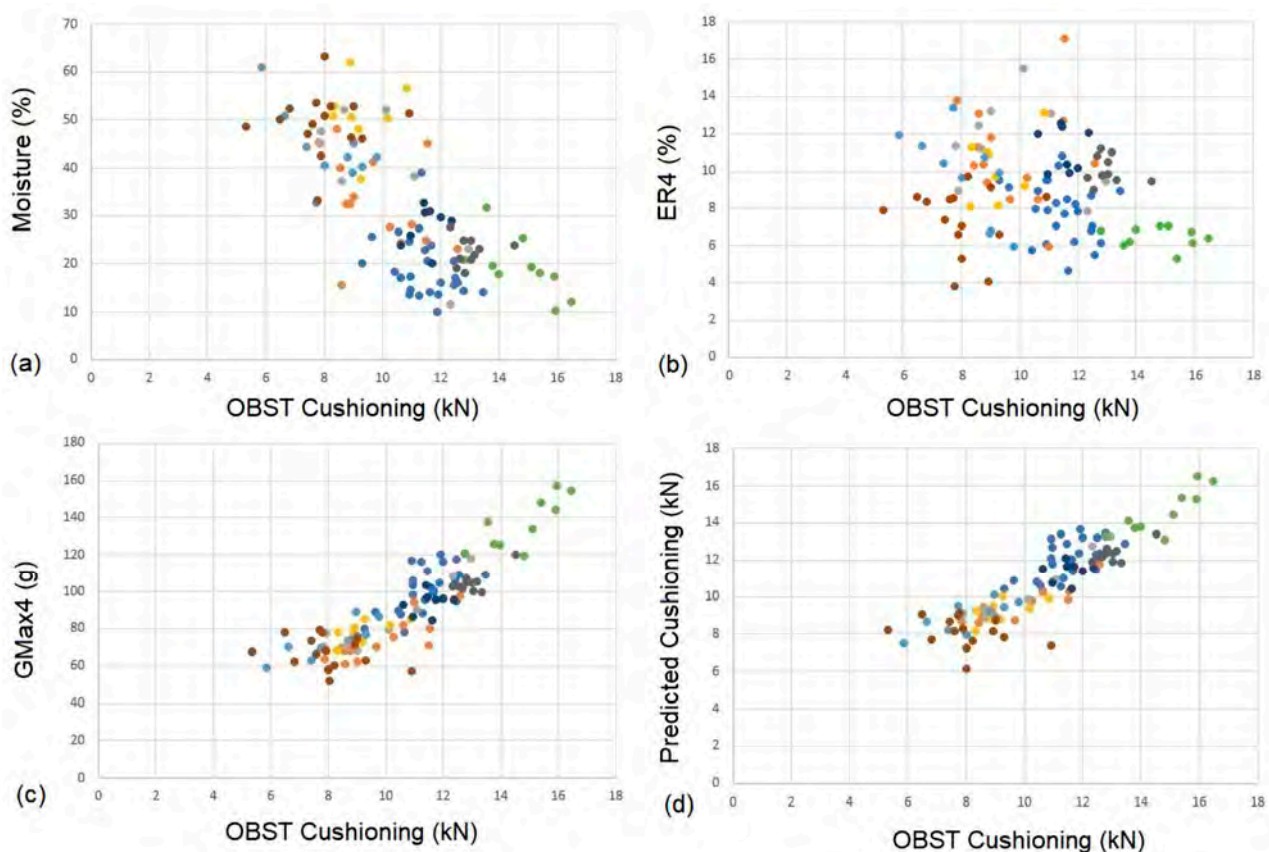 70
60
50
40
30
20
10
0
Moisture (%)
0 2 4 6 8 10 12 14 16 18
OBST Cushioning (kN)
(a)
18
16
14
12
10
8
6
4
2
0
ER4 (%)
0 2 4 6 8 10 12 14 16 18
OBST Cushioning (kN)
(b)
180
160
140
120
100
80
60
40
20
0
GMax4 (g)
0 2 4 6 8 10 12 14 16 18
OBST Cushioning (kN)
(c)
18
16
14
12
10
8
6
4
2
0
Predicted Cushioning (kN)
0 2 4 6 8 10 12 14 16 18
OBST Cushioning (kN)
(d)